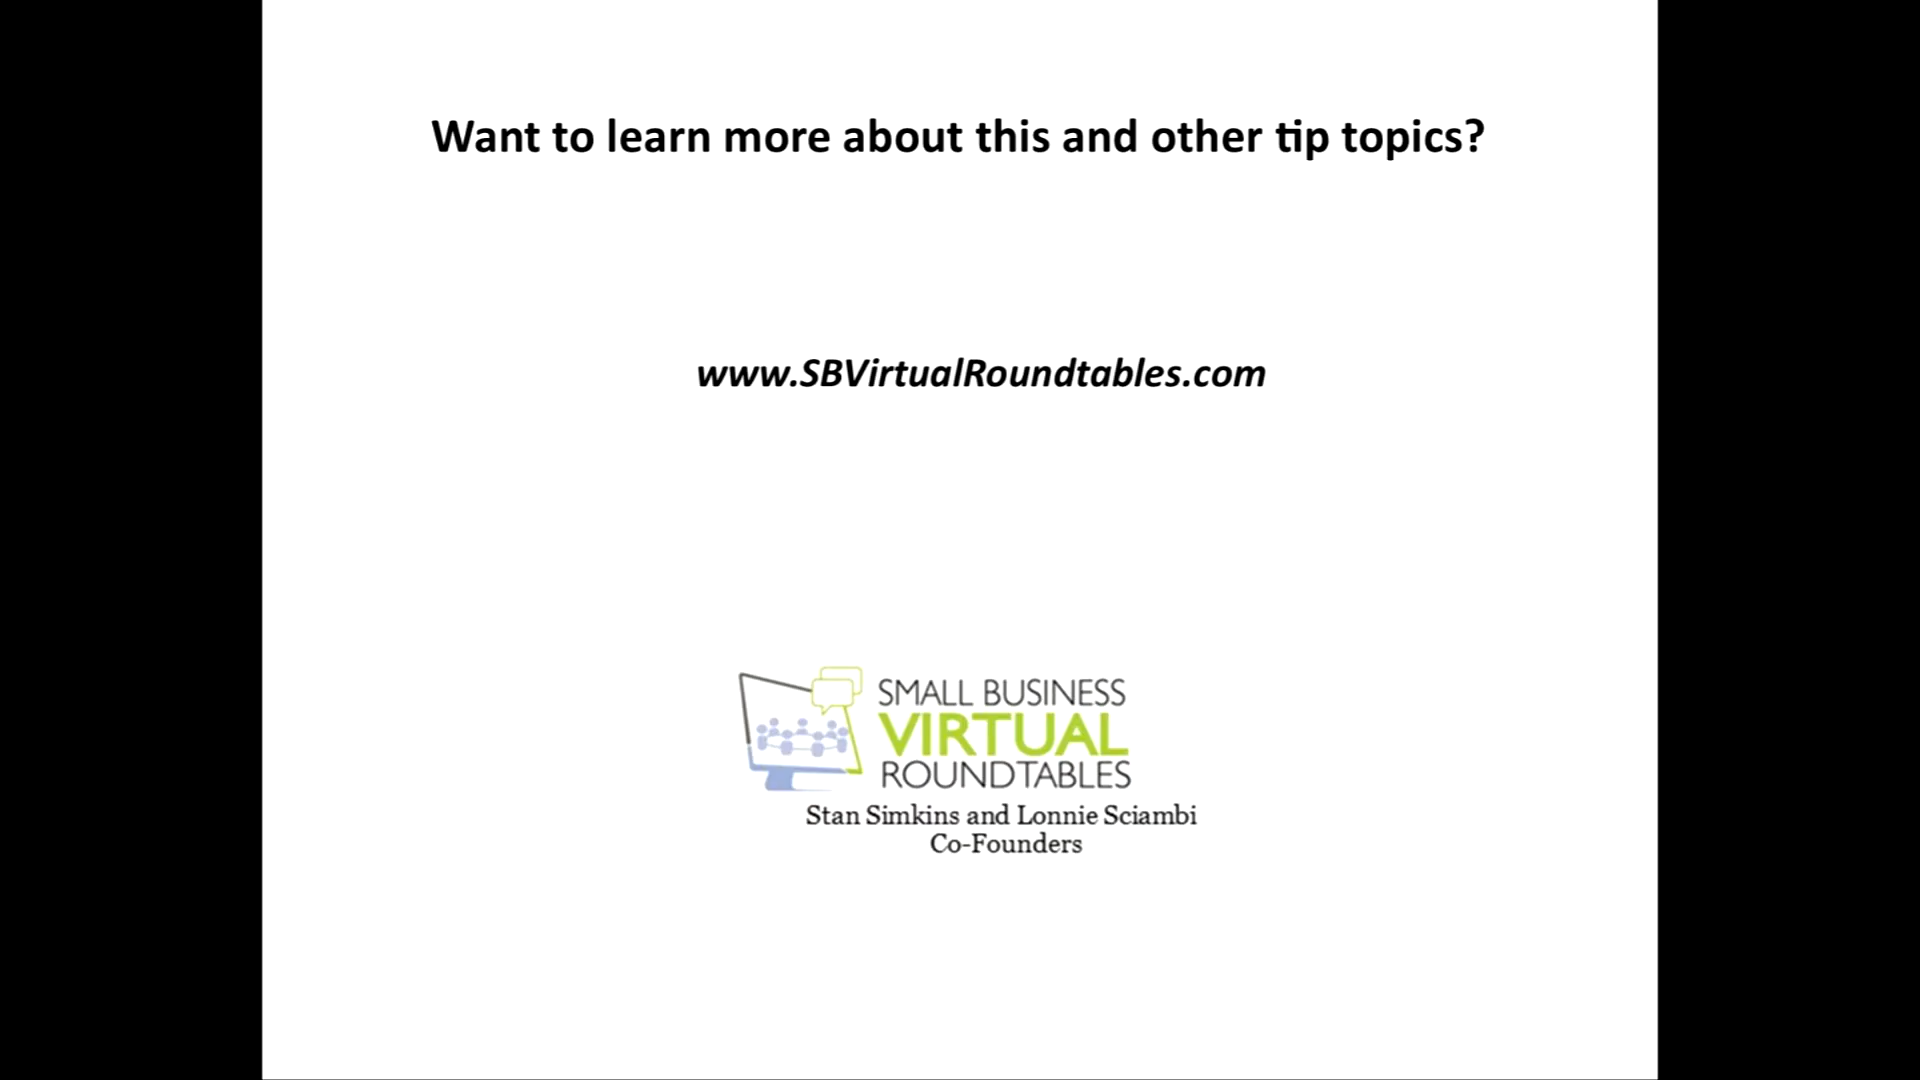 Want to learn more about this and other tip topics?
www.SBVirtualRoundtables.com
SMALL BUSINESS
VIRTUAL
ROUNDTABLES
Stan Simkins and Lonnie Sciambi
Co-Founders